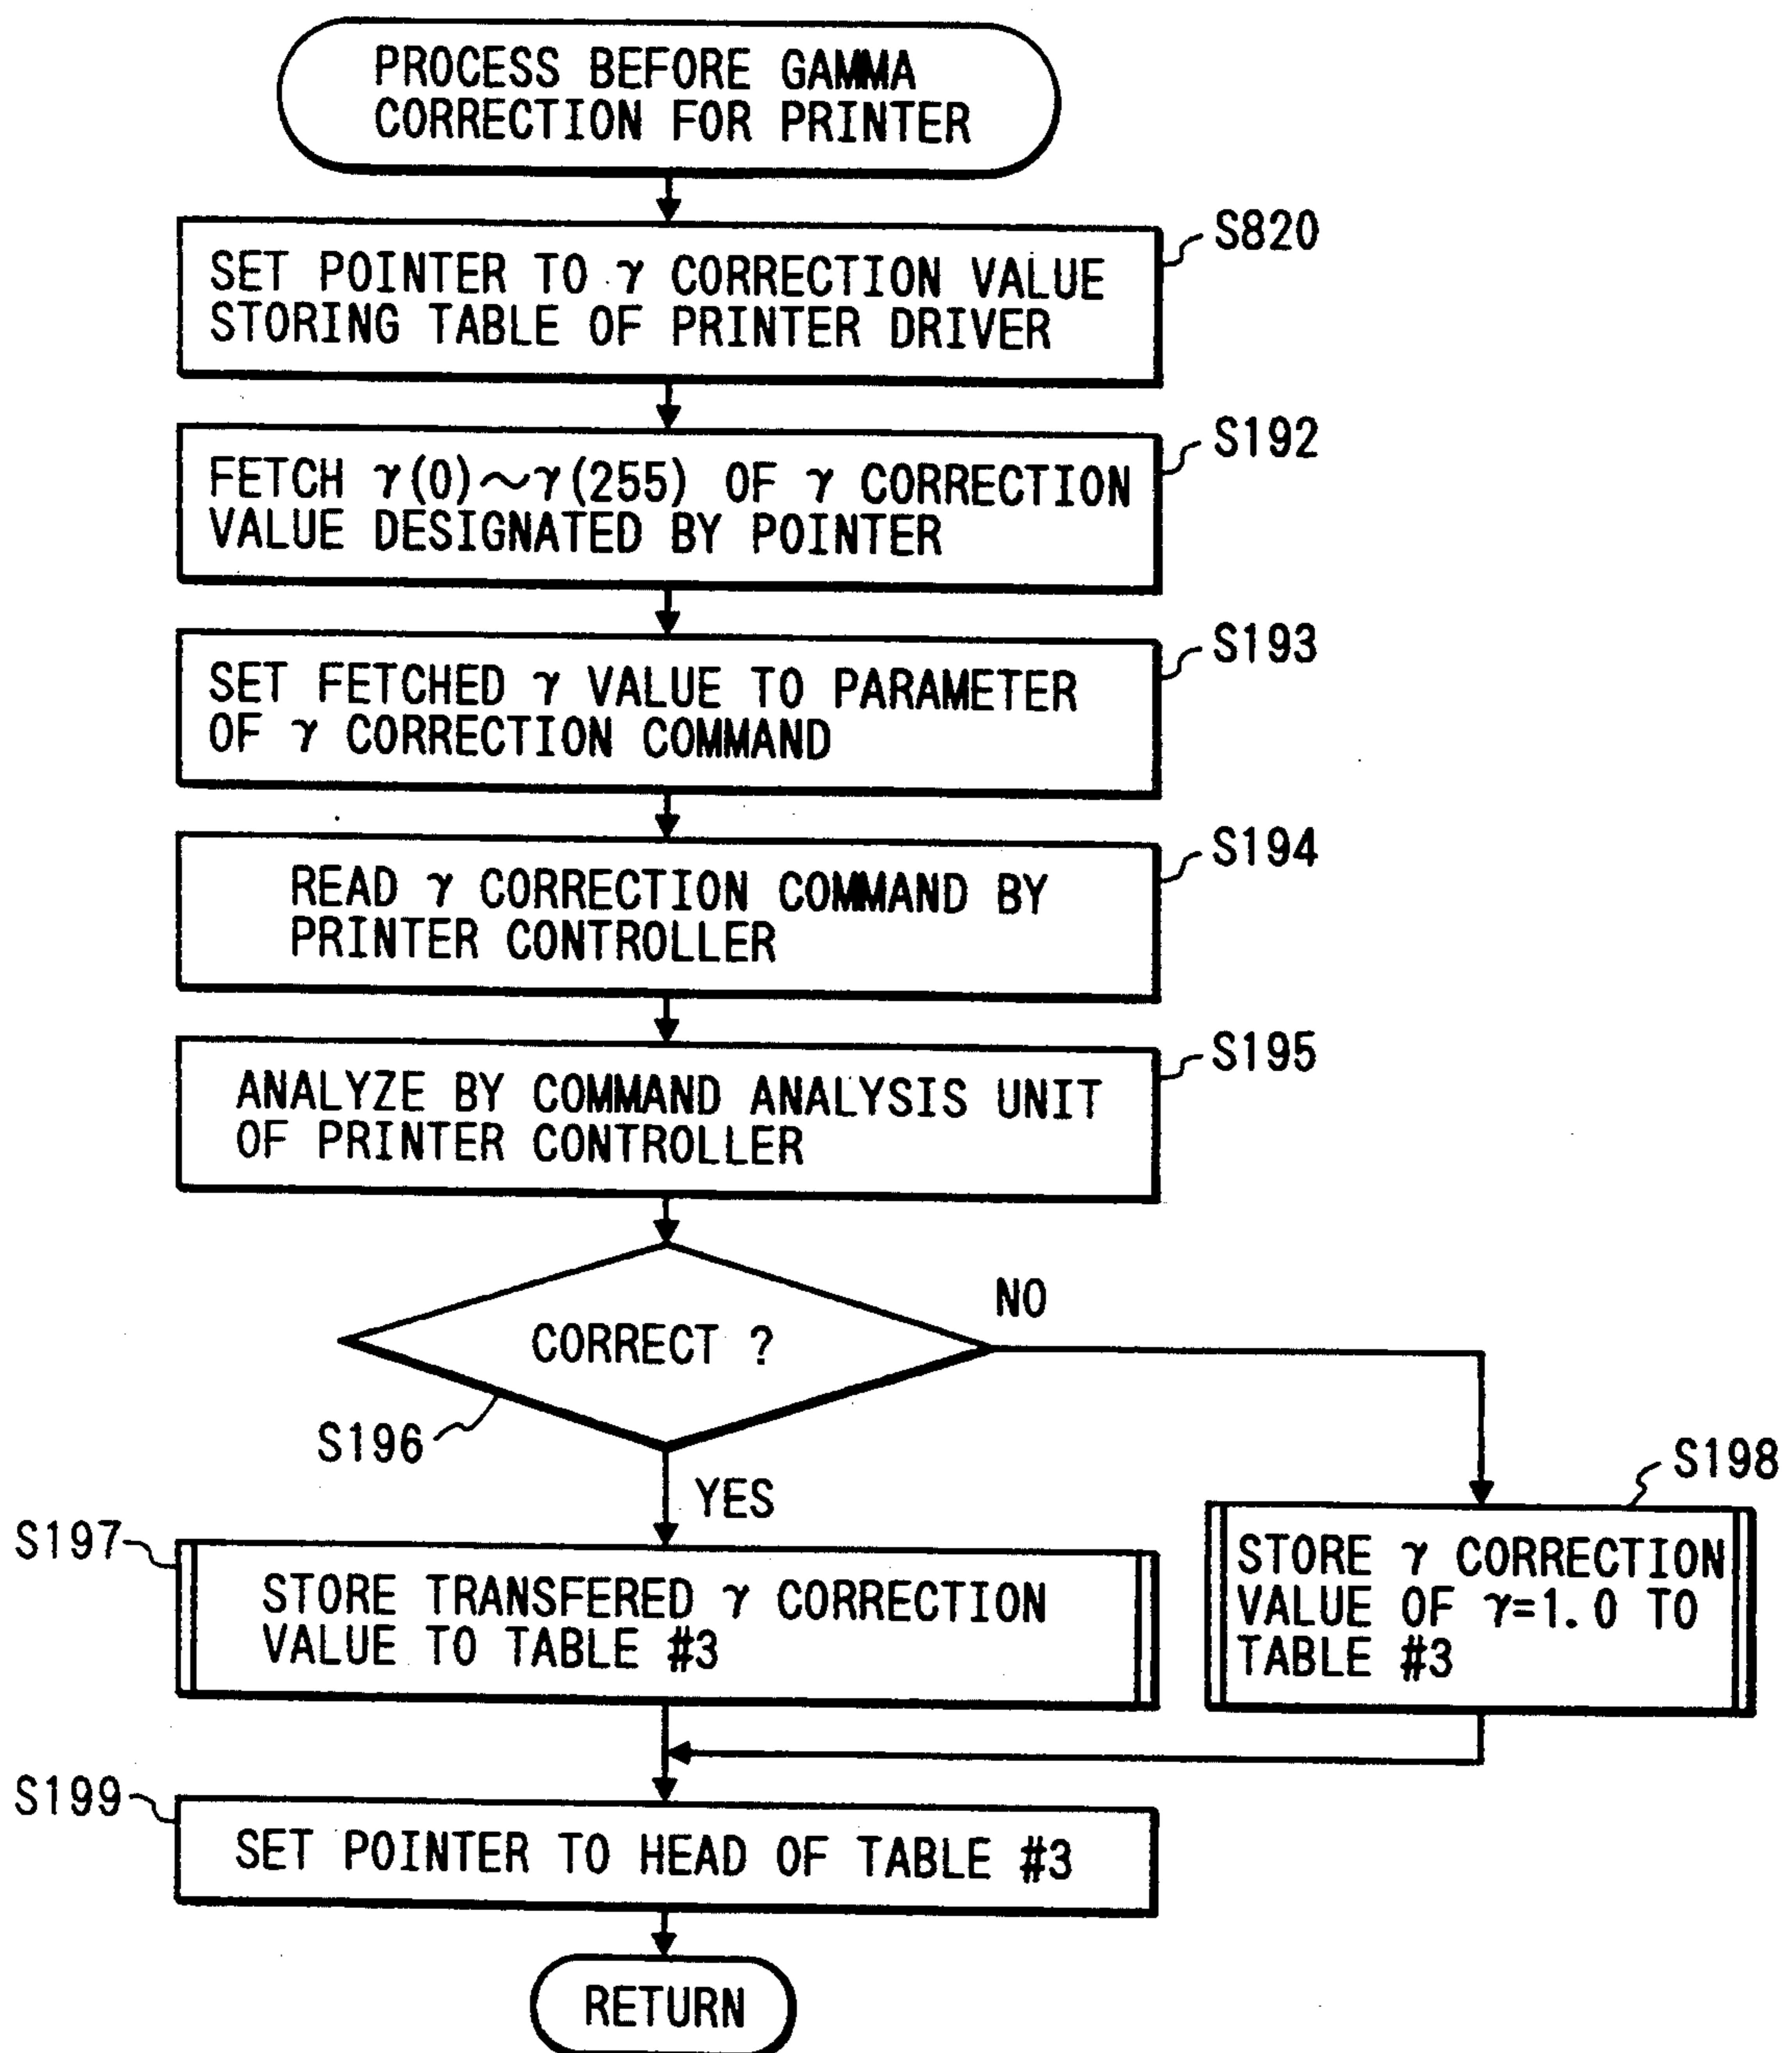 PROCESS BEFORE GAMMA
CORRECTION FOR PRINTER
S820
SET POINTER TO γ CORRECTION VALUE
STORING TABLE OF PRINTER DRIVER
S192
FETCH γ(0)～γ(255) OF γ CORRECTION
VALUE DESIGNATED BY POINTER
S193
SET FETCHED γ VALUE TO PARAMETER
OF γ CORRECTION COMMAND
S194
READ γ CORRECTION COMMAND BY
PRINTER CONTROLLER
S195
ANALYZE BY COMMAND ANALYSIS UNIT
OF PRINTER CONTROLLER
NO
CORRECT ?
S196
YES
S198
S197
STORE TRANSFERED γ CORRECTION
VALUE TO TABLE #3
STORE γ CORRECTION
VALUE OF γ=1.0 TO
TABLE #3
S199
SET POINTER TO HEAD OF TABLE #3
RETURN